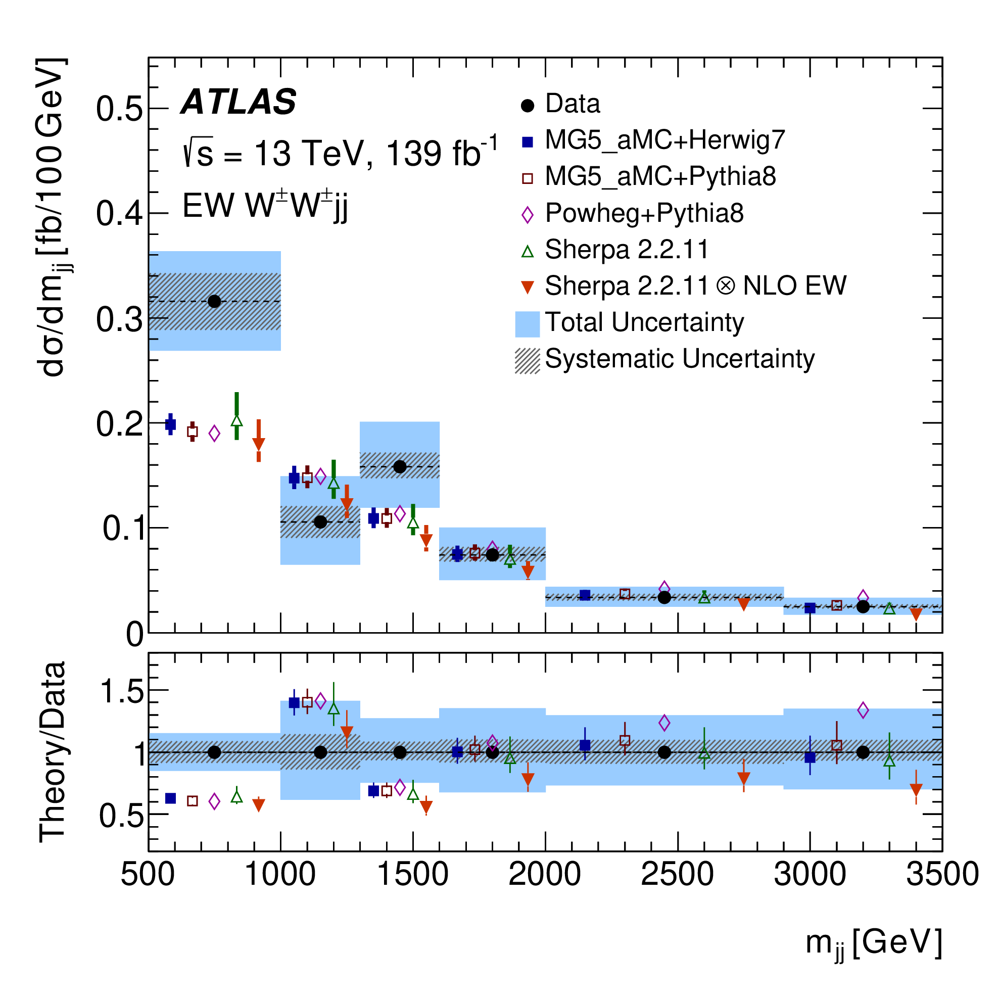 dσ/dm_jj [fb/100 GeV]
0.5
0.4
0.3
0.2
0.1
0
ATLAS
√s = 13 TeV, 139 fb⁻¹
EW W±W±jj
Data
MG5_aMC+Herwig7
MG5_aMC+Pythia8
Powheg+Pythia8
Sherpa 2.2.11
Sherpa 2.2.11 ⊗ NLO EW
Total Uncertainty
Systematic Uncertainty
Theory/Data
1.5
1
0.5
500 1000 1500 2000 2500 3000 3500
m_jj [GeV]